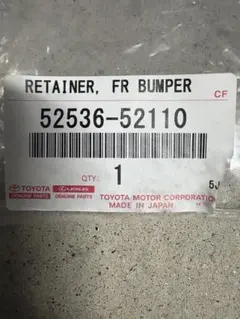 RETAINER, FR BUMPER
CF
52536-52110
QTY:
1
5J
TOYOTA
GENUINE PARTS
LEXUS
GENUINE PARTS
TOYOTA MOTOR CORPORATION
MADE IN JAPAN